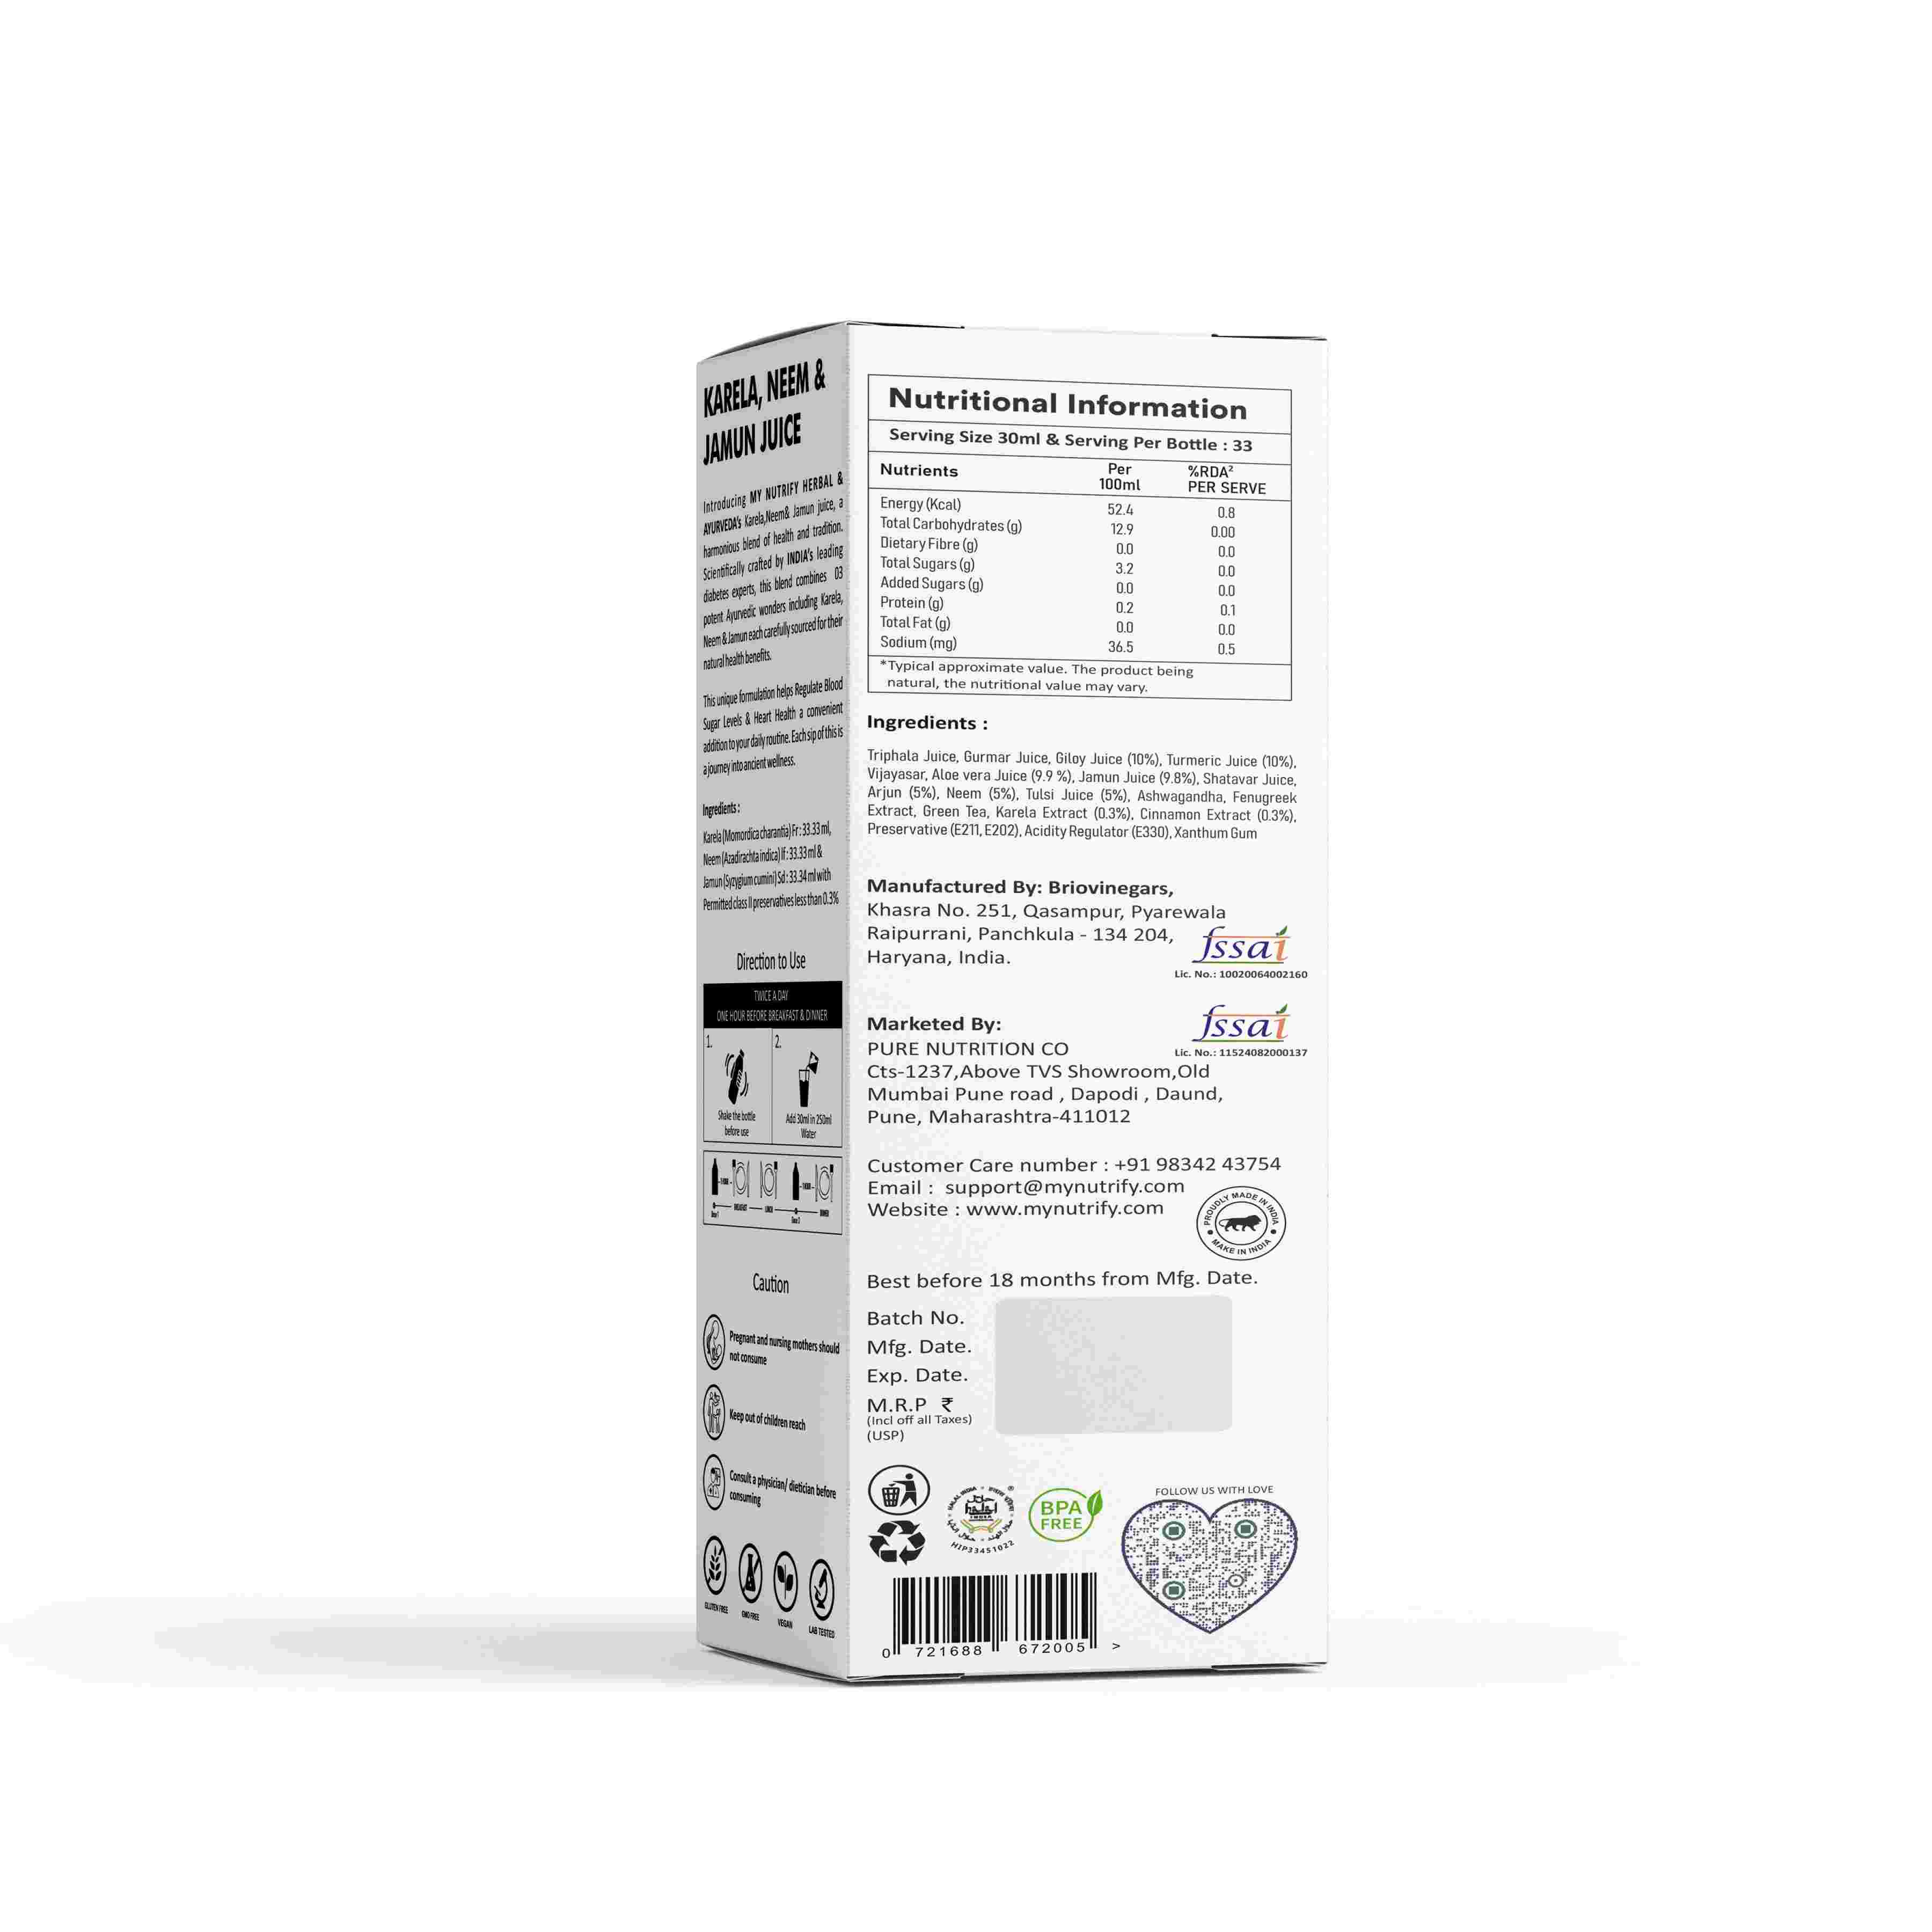 KARELA, NEEM &
JAMUN JUICE
Introducing MY NUTRIFY HERBAL &
AYURVEDA's Karela,Neem& Jamun juice, a
harmonious blend of health and tradition.
Scientifically crafted by INDIA's leading
diabetes experts, this blend combines 03
potent Ayurvedic wonders including Karela,
Neem & Jamun each carefully sourced for their
natural health benefits.
This unique formulation helps Regulate Blood
Sugar Levels & Heart Health a convenient
addition to your daily routine. Each sip of this is
a journey into ancient wellness.
Ingredients :
Karela (Momordica charantia) Fr : 33.33 ml,
Neem (Azadirachta indica) lf : 33.33 ml &
Jamun (Syzygium cumini) Sd : 33.34 ml with
Permitted class II preservatives less than 0.3%
Direction to Use
TWICE A DAY
ONE HOUR BEFORE BREAKFAST & DINNER
1.
2.
Shake the bottle
before use
Add 30ml in 250ml
Water
- 1 HOUR -
- 1 HOUR -
BREAKFAST
LUNCH
DINNER
Dose 1
Dose 2
Caution
Pregnant and nursing mothers should
not consume
Keep out of children reach
Consult a physician/ dietician before
consuming
GLUTEN FREE
GMO FREE
VEGAN
LAB TESTED
Nutritional Information
Serving Size 30ml & Serving Per Bottle : 33
Nutrients Per 100ml %RDA² PER SERVE
Energy (Kcal) 52.4 0.8
Total Carbohydrates (g) 12.9 0.00
Dietary Fibre (g) 0.0 0.0
Total Sugars (g) 3.2 0.0
Added Sugars (g) 0.0 0.0
Protein (g) 0.2 0.1
Total Fat (g) 0.0 0.0
Sodium (mg) 36.5 0.5
*Typical approximate value. The product being
natural, the nutritional value may vary.
Ingredients :
Triphala Juice, Gurmar Juice, Giloy Juice (10%), Turmeric Juice (10%),
Vijayasar, Aloe vera Juice (9.9 %), Jamun Juice (9.8%), Shatavar Juice,
Arjun (5%), Neem (5%), Tulsi Juice (5%), Ashwagandha, Fenugreek
Extract, Green Tea, Karela Extract (0.3%), Cinnamon Extract (0.3%),
Preservative (E211, E202), Acidity Regulator (E330), Xanthum Gum
Manufactured By: Briovinegars,
Khasra No. 251, Qasampur, Pyarewala
Raipurrani, Panchkula - 134 204,
Haryana, India.
fssai
Lic. No.: 10020064002160
Marketed By:
PURE NUTRITION CO
Cts-1237,Above TVS Showroom,Old
Mumbai Pune road , Dapodi , Daund,
Pune, Maharashtra-411012
fssai
Lic. No.: 11524082000137
Customer Care number : +91 98342 43754
Email : support@mynutrify.com
Website : www.mynutrify.com
PROUDLY MADE IN INDIA
MAKE IN INDIA
Best before 18 months from Mfg. Date.
Batch No.
Mfg. Date.
Exp. Date.
M.R.P ₹
(Incl off all Taxes)
(USP)
HALAL INDIA
halal
HIP33451022
BPA
FREE
FOLLOW US WITH LOVE
0 721688 672005 >